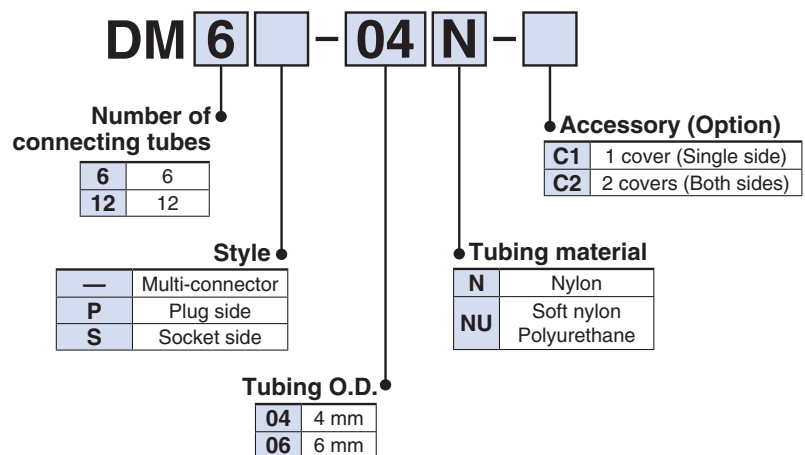 DM 6 – 04 N –
Number of
connecting tubes
6 6
12 12
Accessory (Option)
C1 1 cover (Single side)
C2 2 covers (Both sides)
Style
— Multi-connector
P Plug side
S Socket side
Tubing material
N Nylon
NU Soft nylon
Polyurethane
Tubing O.D.
04 4 mm
06 6 mm